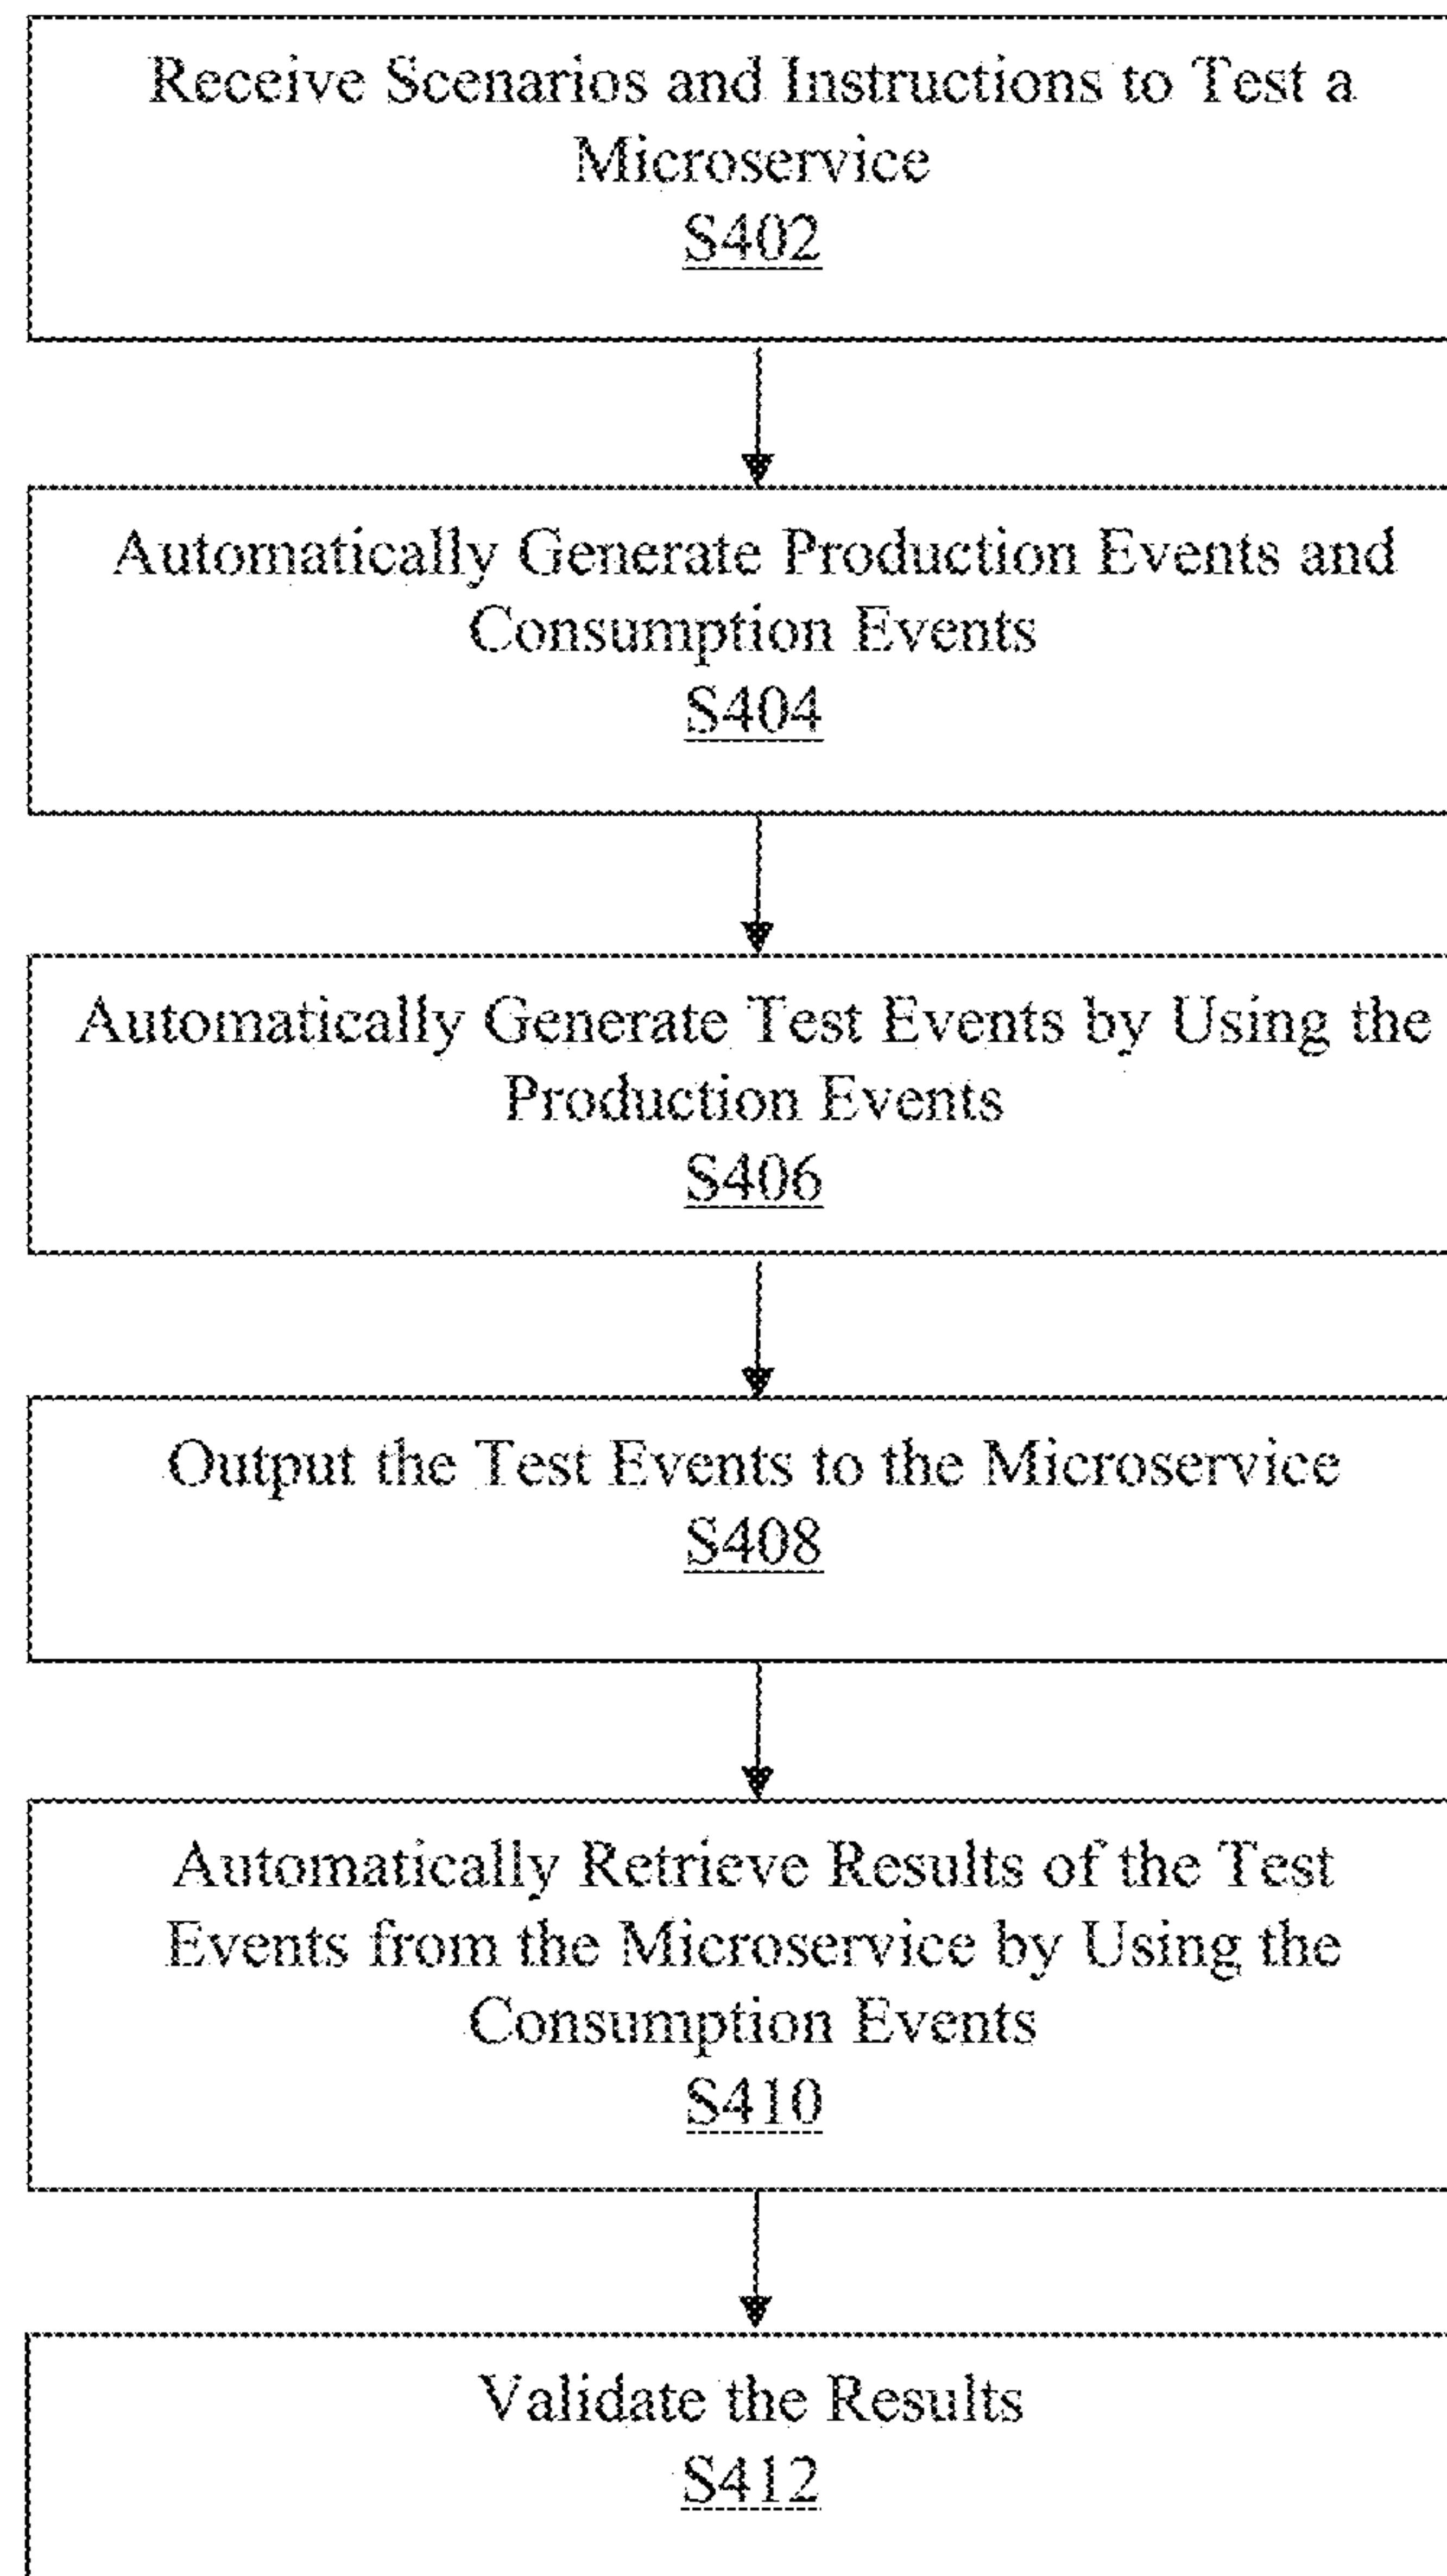 Receive Scenarios and Instructions to Test a
Microservice
S402
Automatically Generate Production Events and
Consumption Events
S404
Automatically Generate Test Events by Using the
Production Events
S406
Output the Test Events to the Microservice
S408
Automatically Retrieve Results of the Test
Events from the Microservice by Using the
Consumption Events
S410
Validate the Results
S412